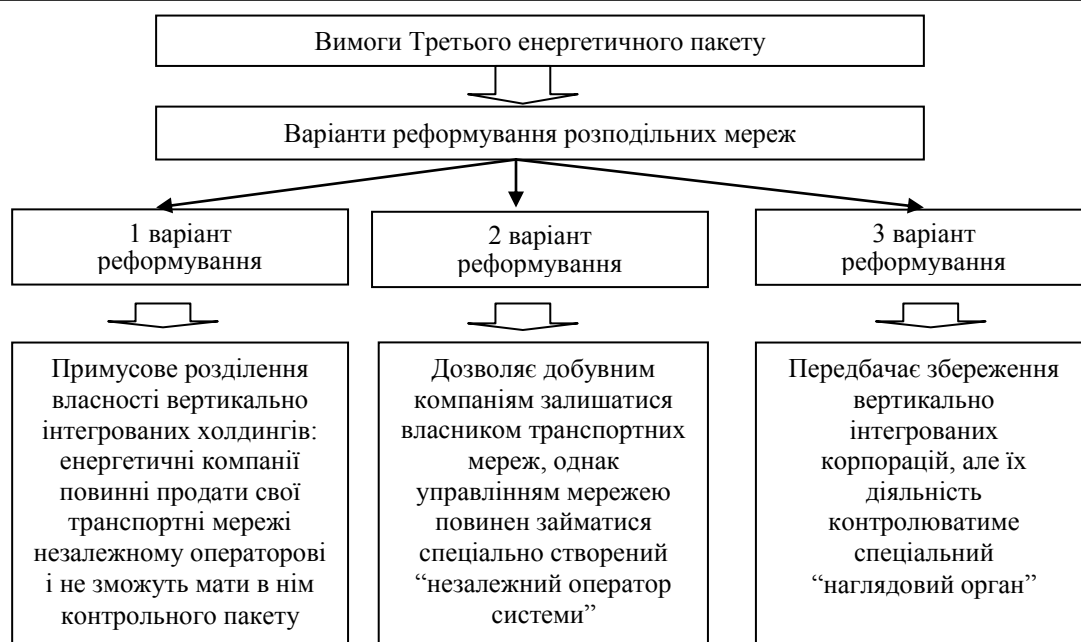 Вимоги Третього енергетичного пакету
Варіанти реформування розподільних мереж
1 варіант
реформування
2 варіант
реформування
3 варіант
реформування
Примусове розділення
власності вертикально
інтегрованих холдингів:
енергетичні компанії
повинні продати свої
транспортні мережі
незалежному операторові
і не зможуть мати в нім
контрольного пакету
Дозволяє добувним
компаніям залишатися
власником транспортних
мереж, однак
управлінням мережею
повинен займатися
спеціально створений
“незалежний оператор
системи”
Передбачає збереження
вертикально
інтегрованих
корпорацій, але їх
діяльність
контролюватиме
спеціальний
“наглядовий орган”